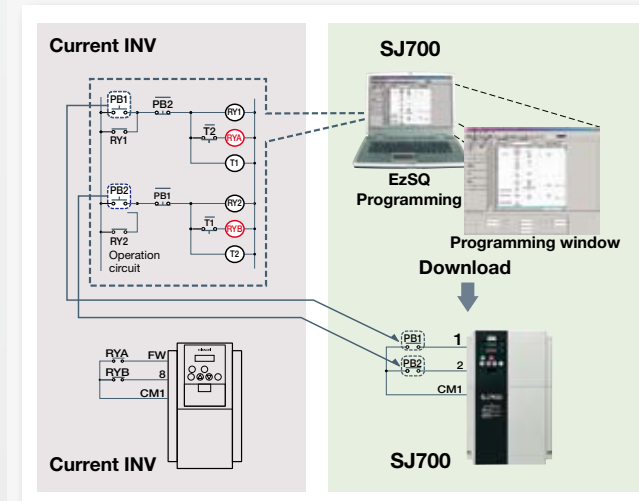 Current INV
SJ700
PB1
PB2
RY1
RY1
T2
RYA
T1
PB2
PB1
RY2
RY2
T1
RYB
T2
Operation
circuit
EzSQ
Programming
Programming window
Download
PB1
1
PB2
2
CM1
RYA
FW
RYB
8
CM1
Current INV
SJ700